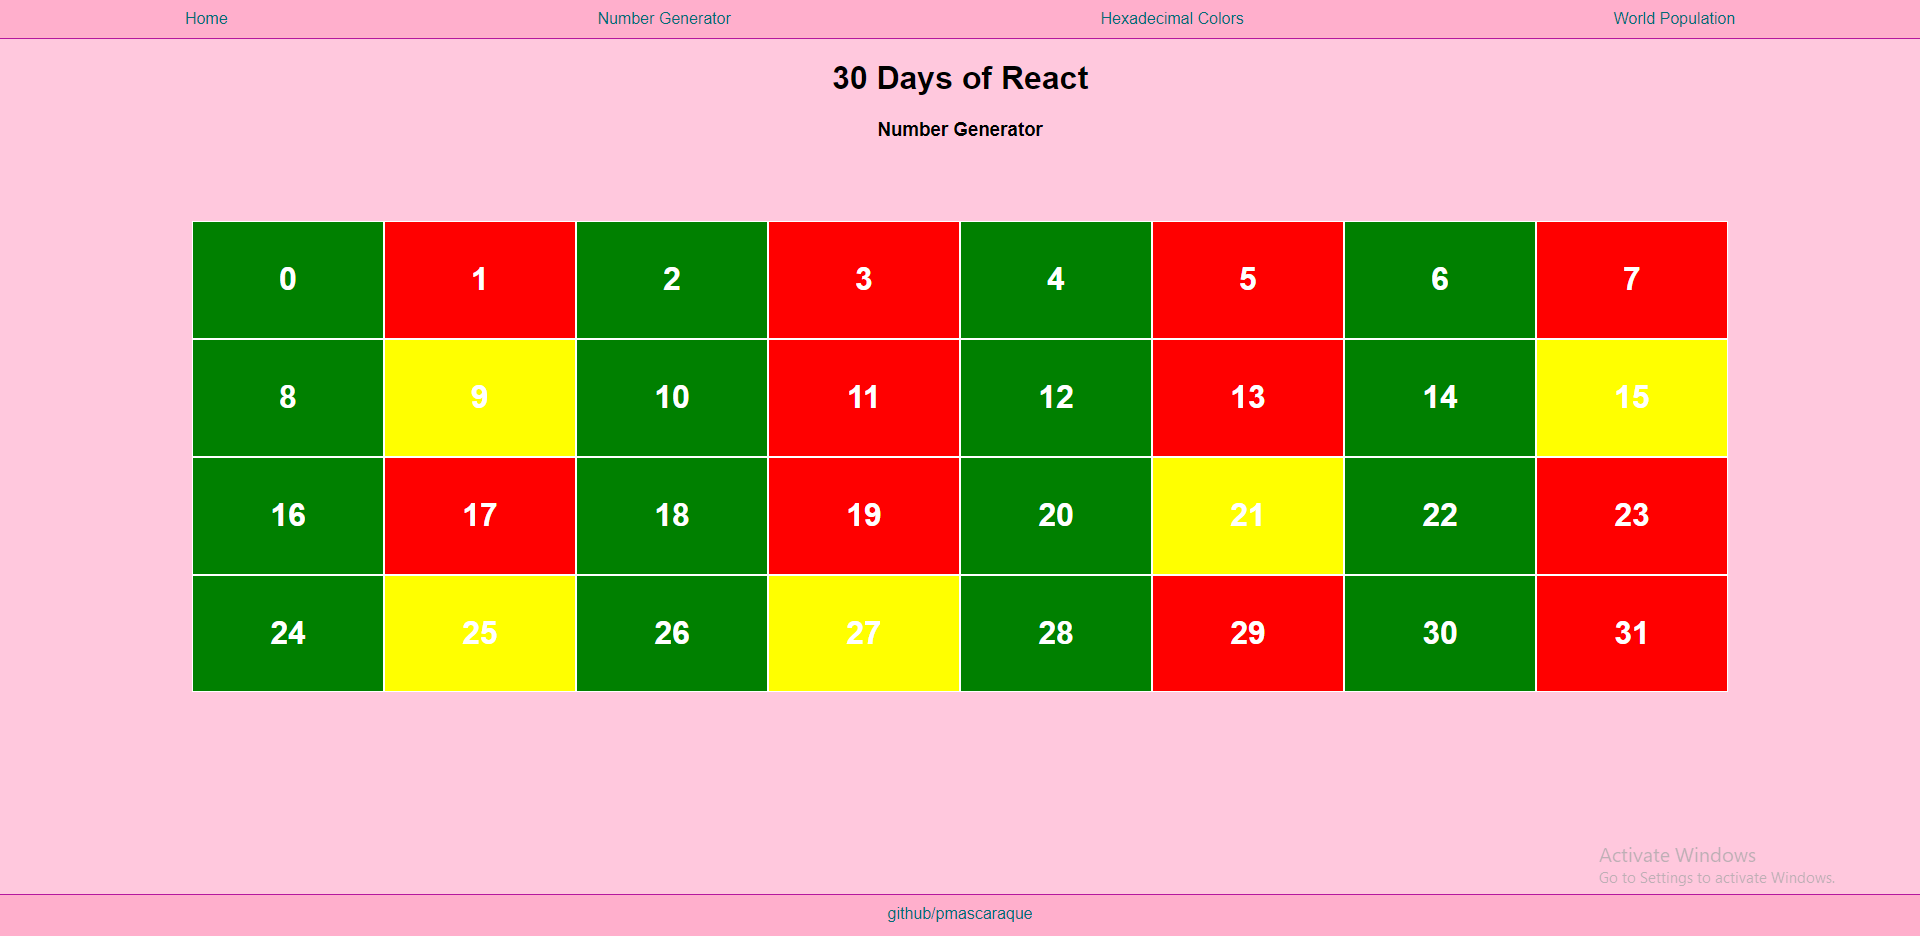 Home Number Generator Hexadecimal Colors World Population
30 Days of React
Number Generator
0 1 2 3 4 5 6 7
8 9 10 11 12 13 14 15
16 17 18 19 20 21 22 23
24 25 26 27 28 29 30 31
Activate Windows
Go to Settings to activate Windows.
github/pmascaraque